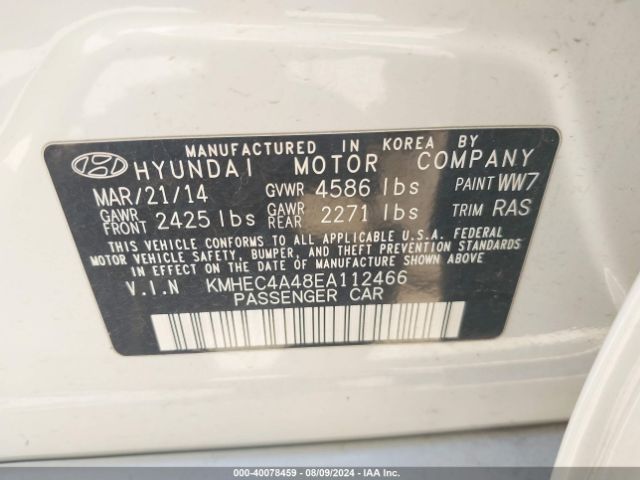 MANUFACTURED IN KOREA BY
HYUNDAI MOTOR COMPANY
MAR/21/14 GVWR 4586 lbs PAINT WW7
GAWR FRONT 2425 lbs GAWR REAR 2271 lbs TRIM RAS
THIS VEHICLE CONFORMS TO ALL APPLICABLE U.S.A. FEDERAL
MOTOR VEHICLE SAFETY, BUMPER, AND THEFT PREVENTION STANDARDS
IN EFFECT ON THE DATE OF MANUFACTURE SHOWN ABOVE.
V.I.N KMHEC4A48EA112466
PASSENGER CAR
000-40078459 - 08/09/2024 - IAAI.COM